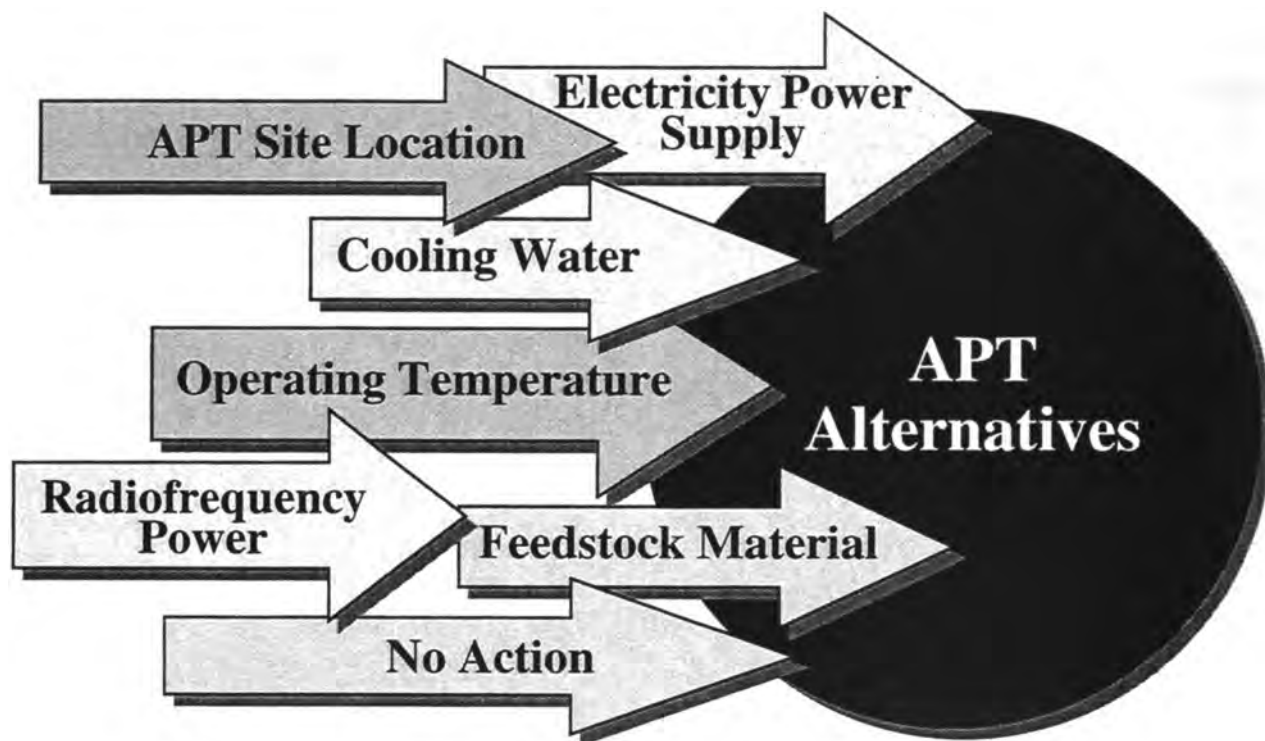 Electricity Power
Supply
APT Site Location
Cooling Water
Operating Temperature
APT
Alternatives
Radiofrequency
Power
Feedstock Material
No Action